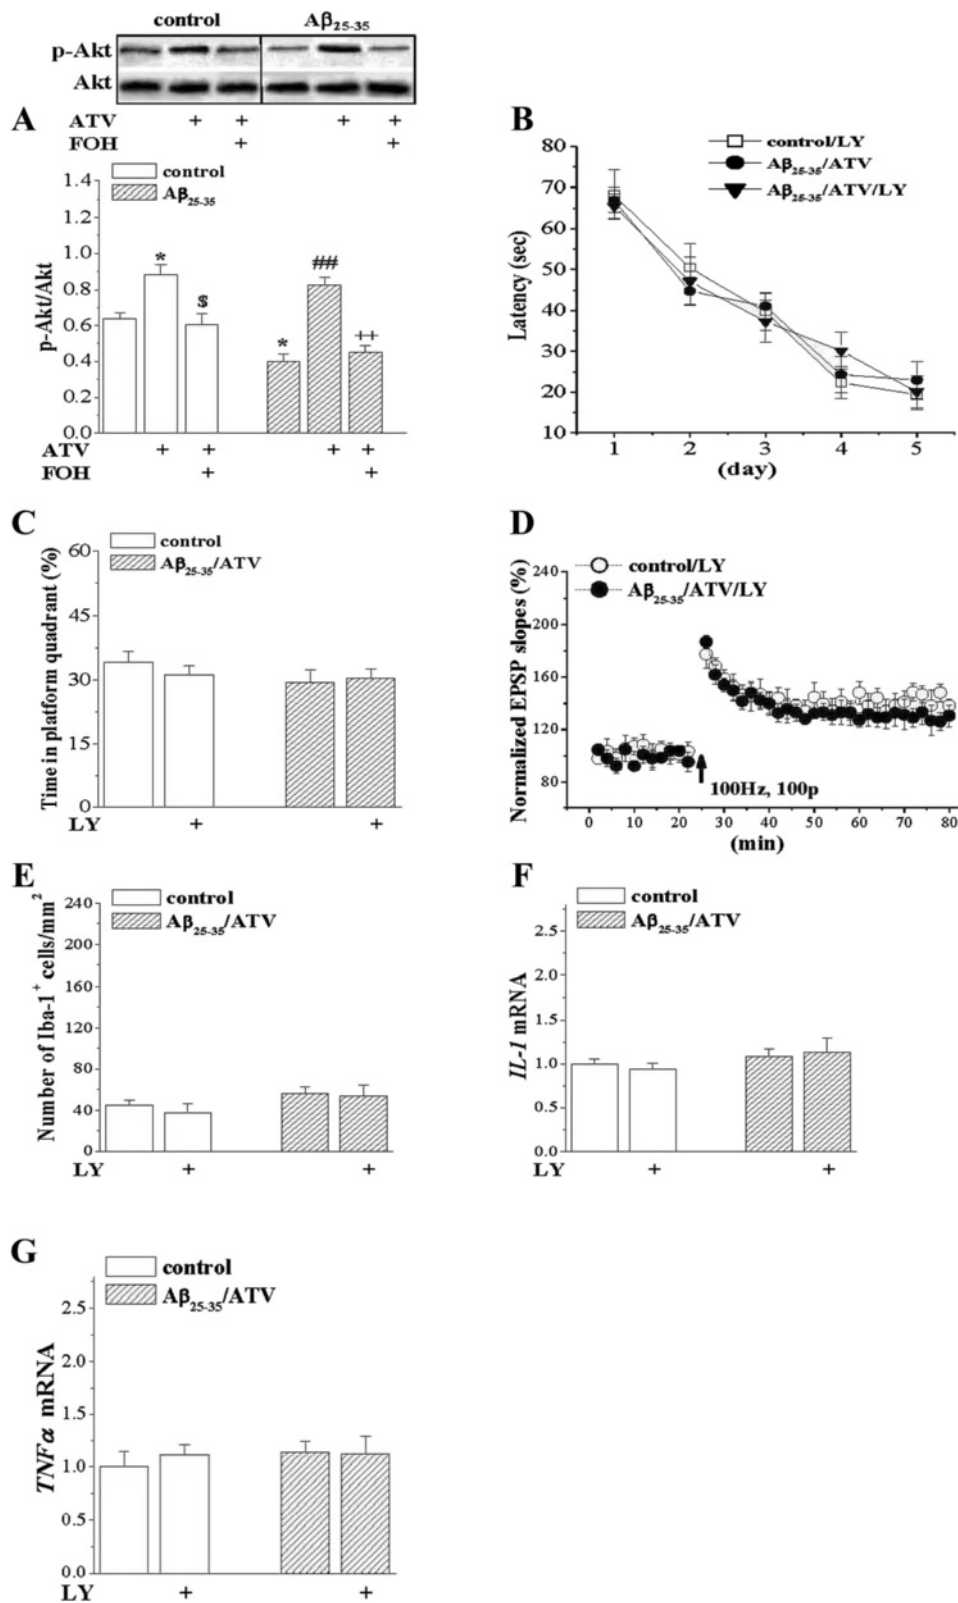 control Aβ25-35
p-Akt
Akt
A
ATV + + + +
FOH + +
control
Aβ25-35
1.4
1.2
1.0
0.8
0.6
0.4
0.2
0.0
p-Akt/Akt
* $ * ## ++
ATV + + + +
FOH + +
B
control/LY
Aβ25-35/ATV
Aβ25-35/ATV/LY
80
70
60
50
40
30
20
10
Latency (sec)
1 2 3 4 5
(day)
C
control
Aβ25-35/ATV
60
45
30
15
0
Time in platform quadrant (%)
LY + +
D
control/LY
Aβ25-35/ATV/LY
240
200
160
120
80
Normalized EPSP slopes (%)
100Hz, 100p
0 10 20 30 40 50 60 70 80
(min)
E
control
Aβ25-35/ATV
240
200
160
120
80
40
0
Number of Iba-1+ cells/mm2
LY + +
F
control
Aβ25-35/ATV
2.5
2.0
1.5
1.0
0.5
0.0
IL-1 mRNA
LY + +
G
control
Aβ25-35/ATV
2.5
2.0
1.5
1.0
0.5
0.0
TNFα mRNA
LY + +